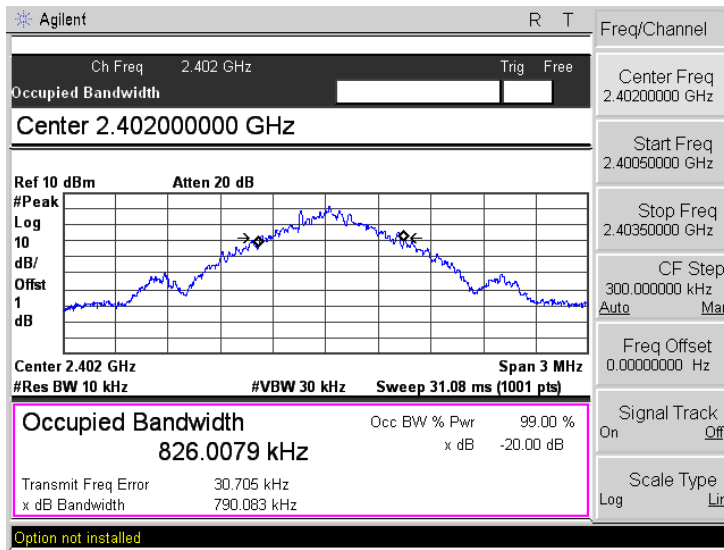 Agilent R T
Ch Freq 2.402 GHz Trig Free
Occupied Bandwidth
Center 2.402000000 GHz
Ref 10 dBm Atten 20 dB
#Peak
Log
10
dB/
Offst
1
dB
Center 2.402 GHz Span 3 MHz
#Res BW 10 kHz #VBW 30 kHz Sweep 31.08 ms (1001 pts)
Occupied Bandwidth Occ BW % Pwr 99.00 %
826.0079 kHz x dB -20.00 dB
Transmit Freq Error 30.705 kHz
x dB Bandwidth 790.083 kHz
Option not installed
Freq/Channel
Center Freq
2.40200000 GHz
Start Freq
2.40050000 GHz
Stop Freq
2.40350000 GHz
CF Step
300.000000 kHz
Auto Man
Freq Offset
0.00000000 Hz
Signal Track
On Off
Scale Type
Log Lin